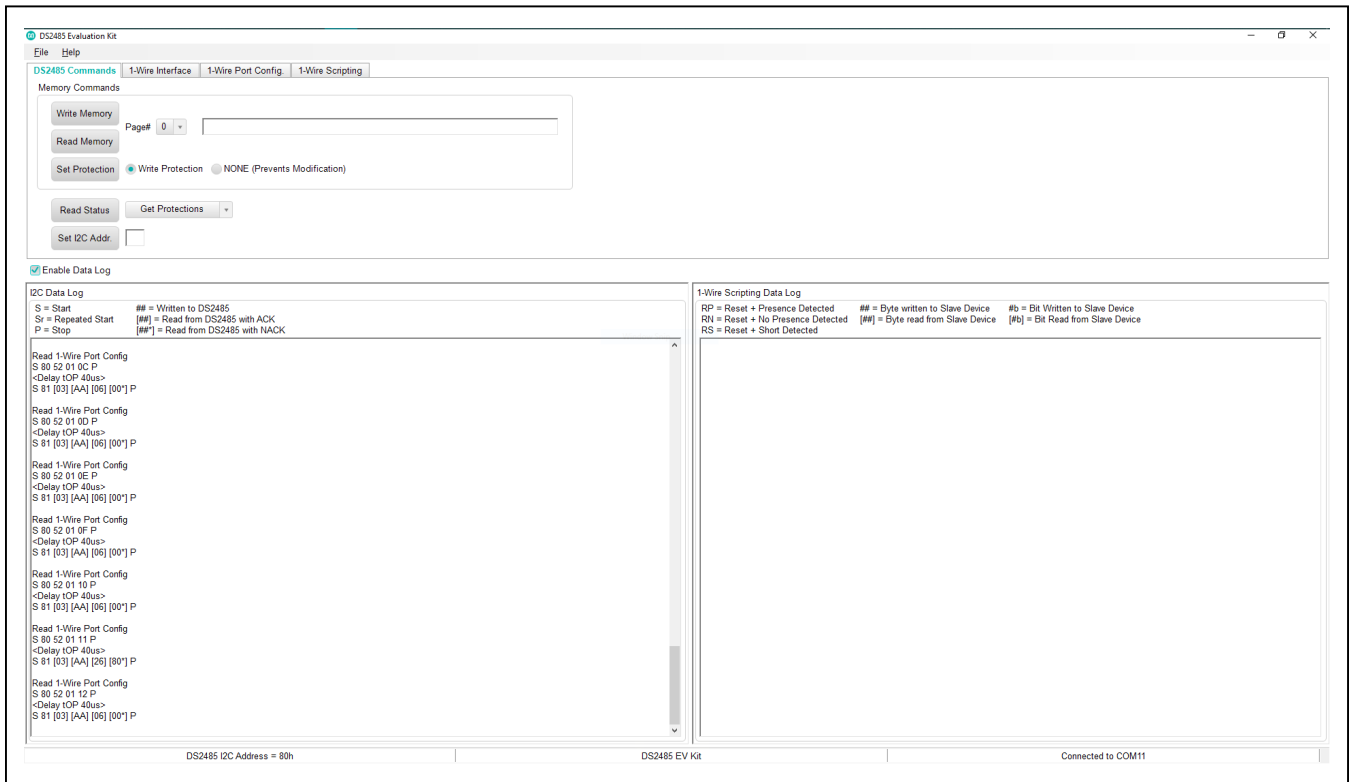 DS2485 Evaluation Kit
File Help
DS2485 Commands 1-Wire Interface 1-Wire Port Config. 1-Wire Scripting
Memory Commands
Write Memory
Page# 0
Read Memory
Set Protection Write Protection NONE (Prevents Modification)
Read Status Get Protections
Set I2C Addr.
Enable Data Log
I2C Data Log
S = Start ## = Written to DS2485
Sr = Repeated Start [##] = Read from DS2485 with ACK
P = Stop [##*] = Read from DS2485 with NACK
Read 1-Wire Port Config
S 80 52 01 0C P
<Delay tOP 40us>
S 81 [03] [AA] [06] [00*] P
Read 1-Wire Port Config
S 80 52 01 0D P
<Delay tOP 40us>
S 81 [03] [AA] [06] [00*] P
Read 1-Wire Port Config
S 80 52 01 0E P
<Delay tOP 40us>
S 81 [03] [AA] [06] [00*] P
Read 1-Wire Port Config
S 80 52 01 0F P
<Delay tOP 40us>
S 81 [03] [AA] [06] [00*] P
Read 1-Wire Port Config
S 80 52 01 10 P
<Delay tOP 40us>
S 81 [03] [AA] [06] [00*] P
Read 1-Wire Port Config
S 80 52 01 11 P
<Delay tOP 40us>
S 81 [03] [AA] [26] [80*] P
Read 1-Wire Port Config
S 80 52 01 12 P
<Delay tOP 40us>
S 81 [03] [AA] [06] [00*] P
1-Wire Scripting Data Log
RP = Reset + Presence Detected ## = Byte written to Slave Device #b = Bit Written to Slave Device
RN = Reset + No Presence Detected [##] = Byte read from Slave Device [#b] = Bit Read from Slave Device
RS = Reset + Short Detected
DS2485 I2C Address = 80h DS2485 EV Kit Connected to COM11